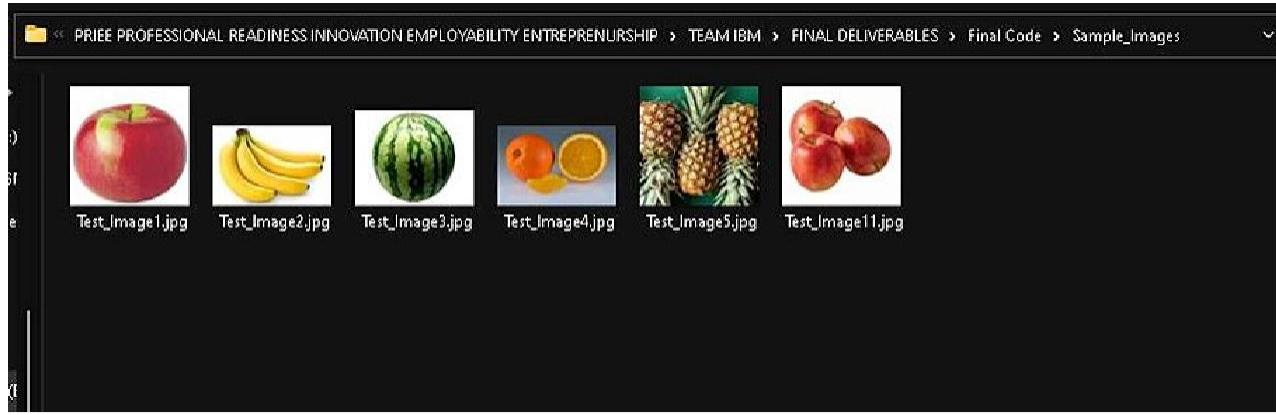 « PRIEE PROFESSIONAL READINESS INNOVATION EMPLOYABILITY ENTREPRENURSHIP > TEAM IBM > FINAL DELIVERABLES > Final Code > Sample_Images
Test_Image1.jpg Test_Image2.jpg Test_Image3.jpg Test_Image4.jpg Test_Image5.jpg Test_Image11.jpg